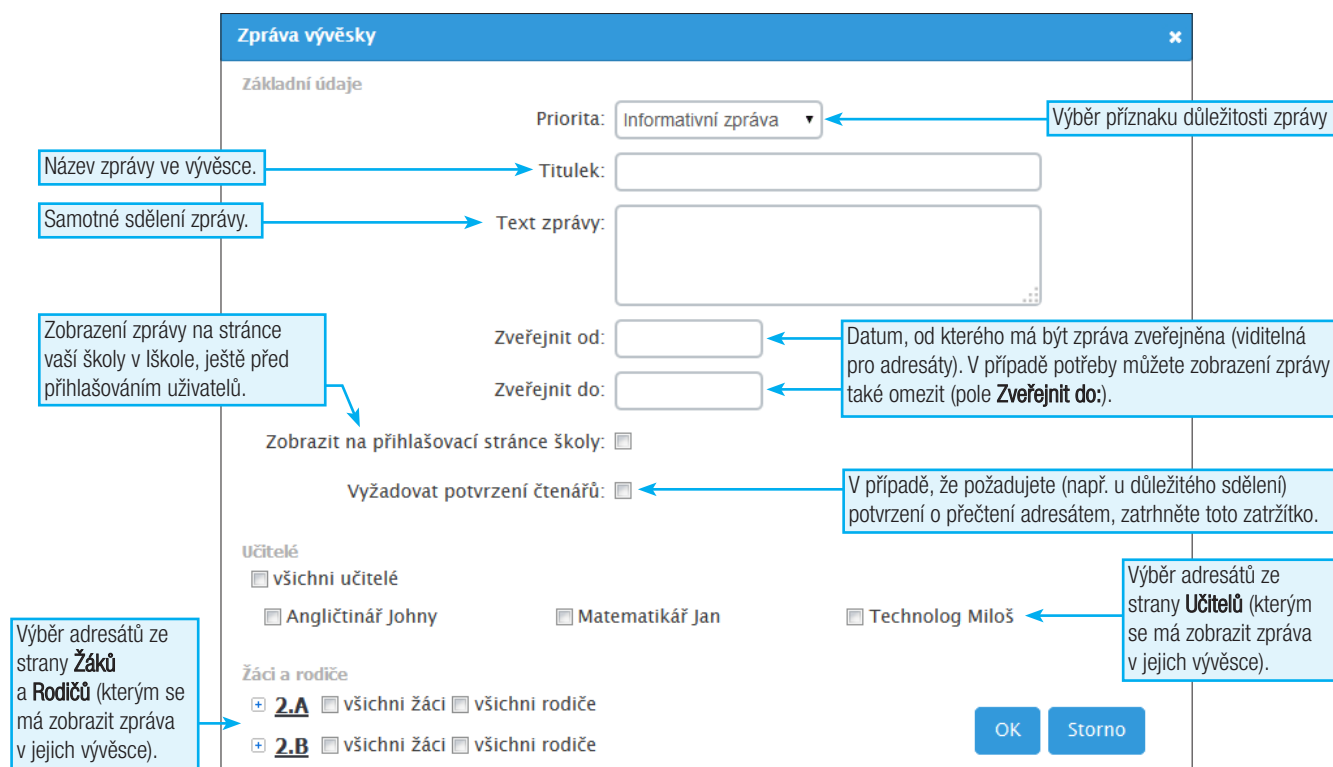 Zpráva vývěsky
Základní údaje
Priorita: Informativní zpráva
Výběr příznaku důležitosti zprávy
Název zprávy ve vývěsce.
Titulek:
Samotné sdělení zprávy.
Text zprávy:
Zobrazení zprávy na stránce
vaší školy v Iškole, ještě před
přihlašováním uživatelů.
Zveřejnit od:
Zveřejnit do:
Datum, od kterého má být zpráva zveřejněna (viditelná
pro adresáty). V případě potřeby můžete zobrazení zprávy
také omezit (pole Zveřejnit do:).
Zobrazit na přihlašovací stránce školy:
Vyžadovat potvrzení čtenářů:
V případě, že požadujete (např. u důležitého sdělení)
potvrzení o přečtení adresátem, zatrhněte toto zatržítko.
Učitelé
všichni učitelé
Angličtinář Johny Matematikář Jan Technolog Miloš
Výběr adresátů ze
strany Učitelů (kterým
se má zobrazit zpráva
v jejich vývěsce).
Výběr adresátů ze
strany Žáků
a Rodičů (kterým se
má zobrazit zpráva
v jejich vývěsce).
Žáci a rodiče
2.A všichni žáci všichni rodiče
2.B všichni žáci všichni rodiče
OK Storno